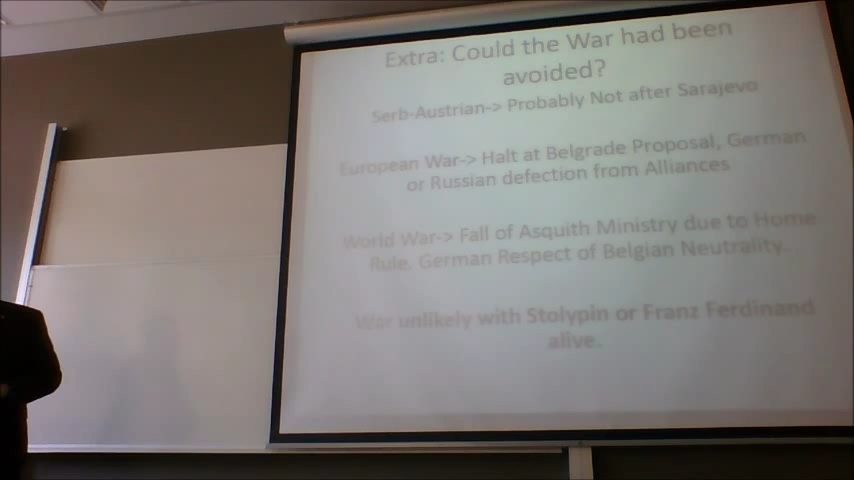 Extra: Could the War had been
avoided?
Serb-Austrian-> Probably Not after Sarajevo
European War-> Halt at Belgrade Proposal, German
or Russian defection from Alliances
World War-> Fall of Asquith Ministry due to Home
Rule. German Respect of Belgian Neutrality.
War unlikely with Stolypin or Franz Ferdinand
alive.